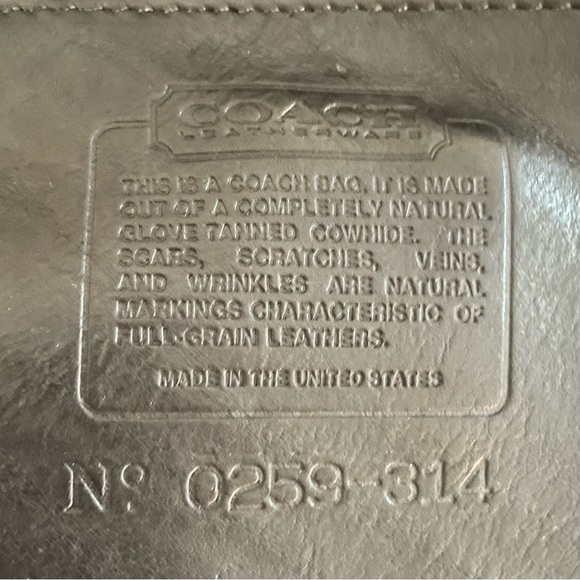 COACH
LEATHERWARE
THIS IS A COACH BAG. IT IS MADE
OUT OF A COMPLETELY NATURAL
GLOVE TANNED COWHIDE. THE
SCARS, SCRATCHES, VEINS,
AND WRINKLES ARE NATURAL
MARKINGS CHARACTERISTIC OF
FULL-GRAIN LEATHERS.
MADE IN THE UNITED STATES
Nº 0259-314